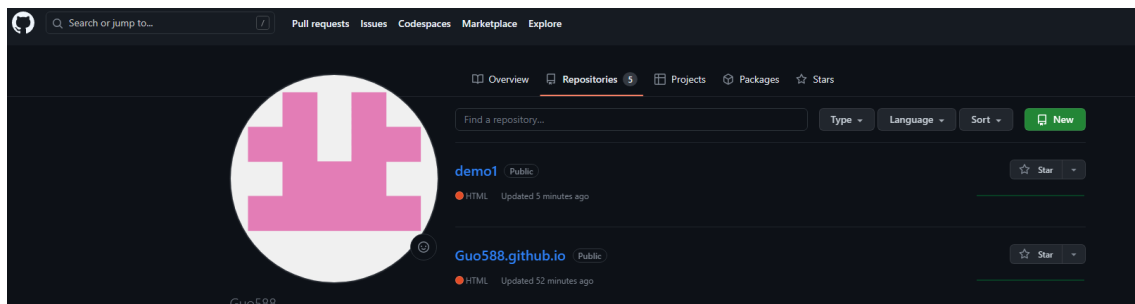 Search or jump to... / Pull requests Issues Codespaces Marketplace Explore
Overview Repositories 5 Projects Packages Stars
Find a repository... Type Language Sort New
demo1 Public Star
HTML Updated 5 minutes ago
Guo588.github.io Public Star
HTML Updated 52 minutes ago
Guo588